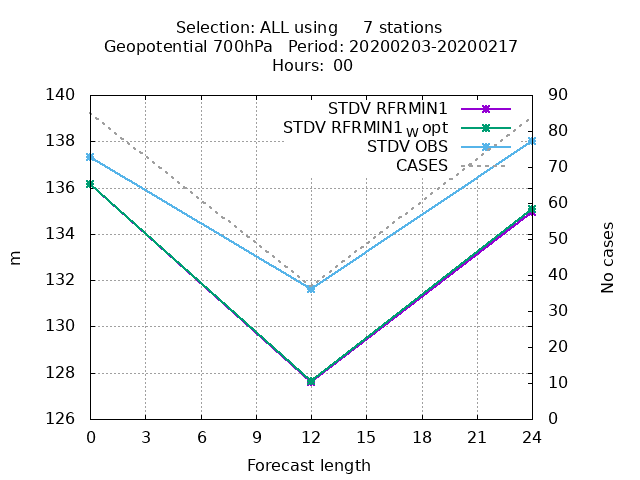 Selection: ALL using     7 stations
Geopotential 700hPa   Period: 20200203-20200217
Hours:  00
STDV RFRMIN1
STDV RFRMIN1 w opt
STDV OBS
CASES
140
138
136
134
132
130
128
126
m
90
80
70
60
50
40
30
20
10
0
No cases
0 3 6 9 12 15 18 21 24
Forecast length